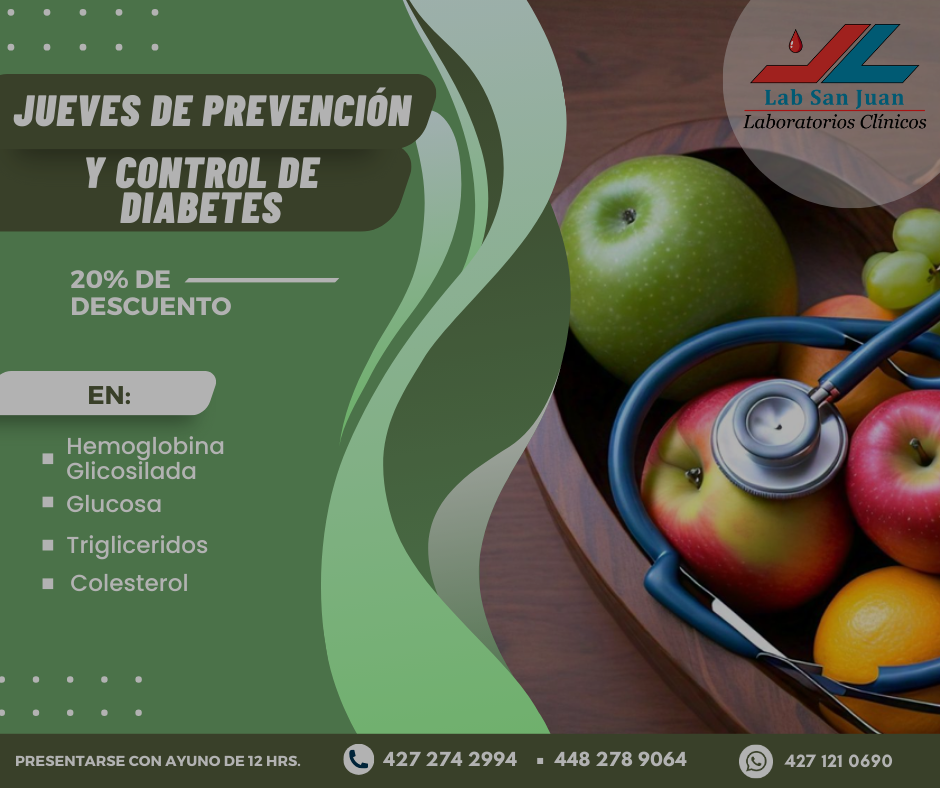 JUEVES DE PREVENCIÓN
Y CONTROL DE
DIABETES
20% DE
DESCUENTO
EN:
Hemoglobina
Glicosilada
Glucosa
Trigliceridos
Colesterol
Lab San Juan
Laboratorios Clínicos
PRESENTARSE CON AYUNO DE 12 HRS.
427 274 2994 ▪ 448 278 9064
427 121 0690